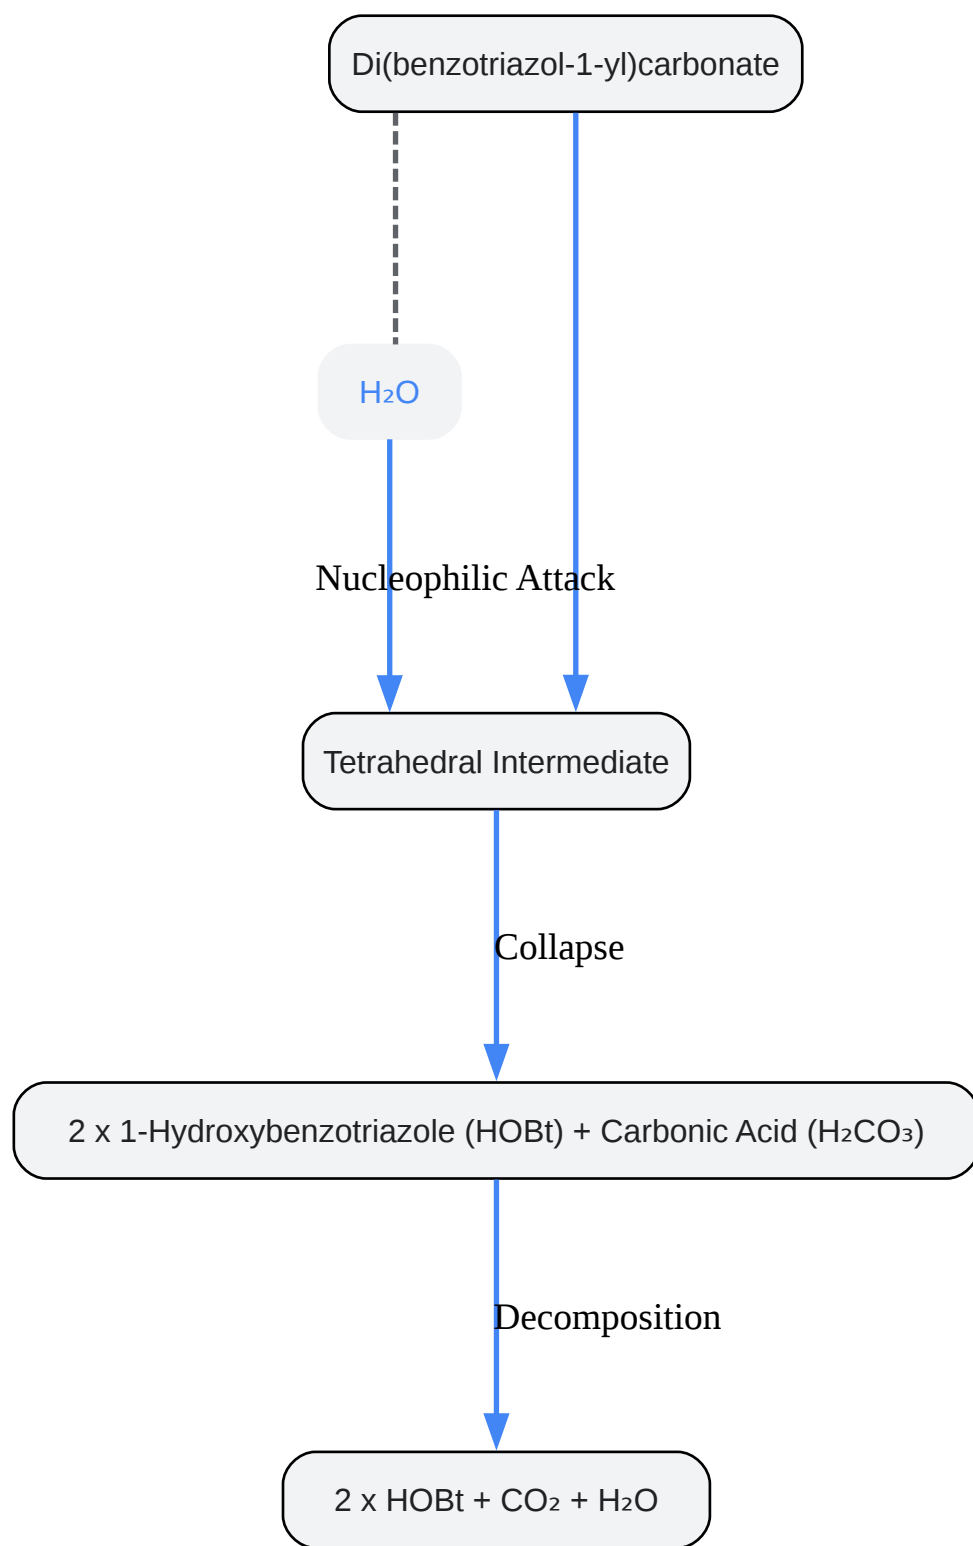 Di(benzotriazol-1-yl)carbonate
H₂O
Nucleophilic Attack
Tetrahedral Intermediate
Collapse
2 x 1-Hydroxybenzotriazole (HOBt) + Carbonic Acid (H₂CO₃)
Decomposition
2 x HOBt + CO₂ + H₂O